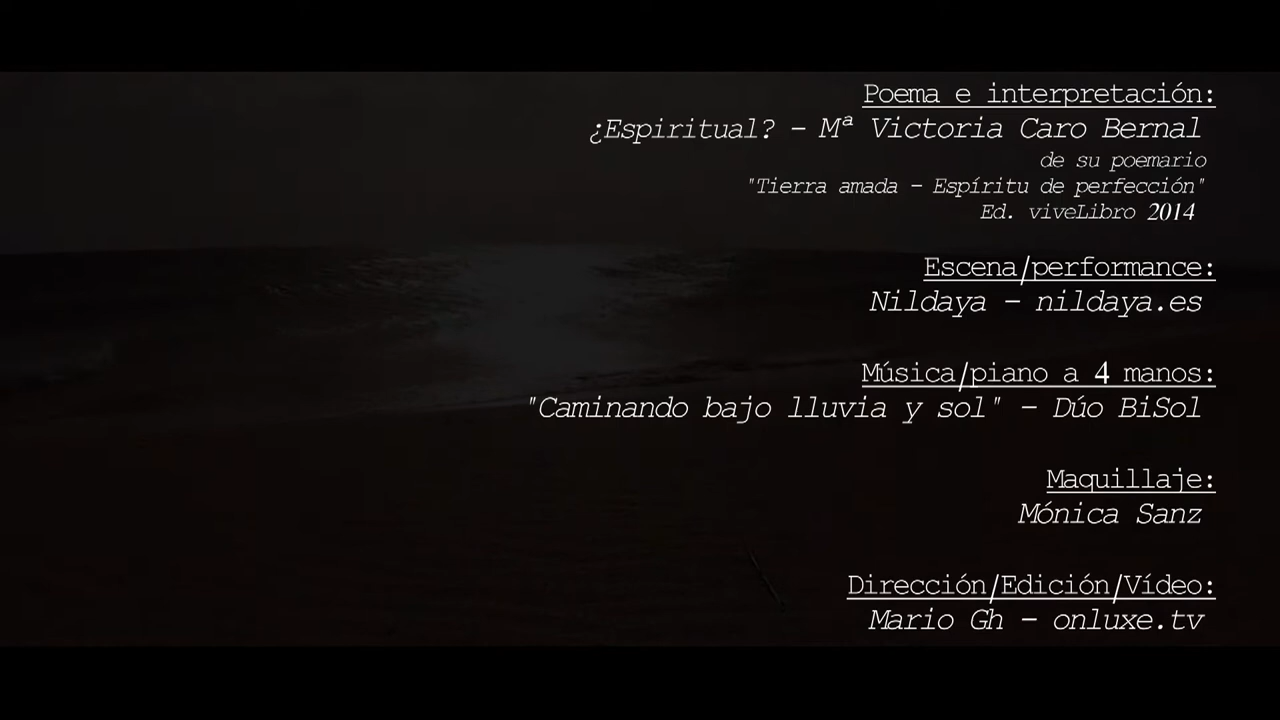 Poema e interpretación:
¿Espiritual? - Mª Victoria Caro Bernal
de su poemario
"Tierra amada - Espíritu de perfección"
Ed. viveLibro 2014
Escena/performance:
Nildaya - nildaya.es
Música/piano a 4 manos:
"Caminando bajo lluvia y sol" - Dúo BiSol
Maquillaje:
Mónica Sanz
Dirección/Edición/Vídeo:
Mario Gh - onluxe.tv